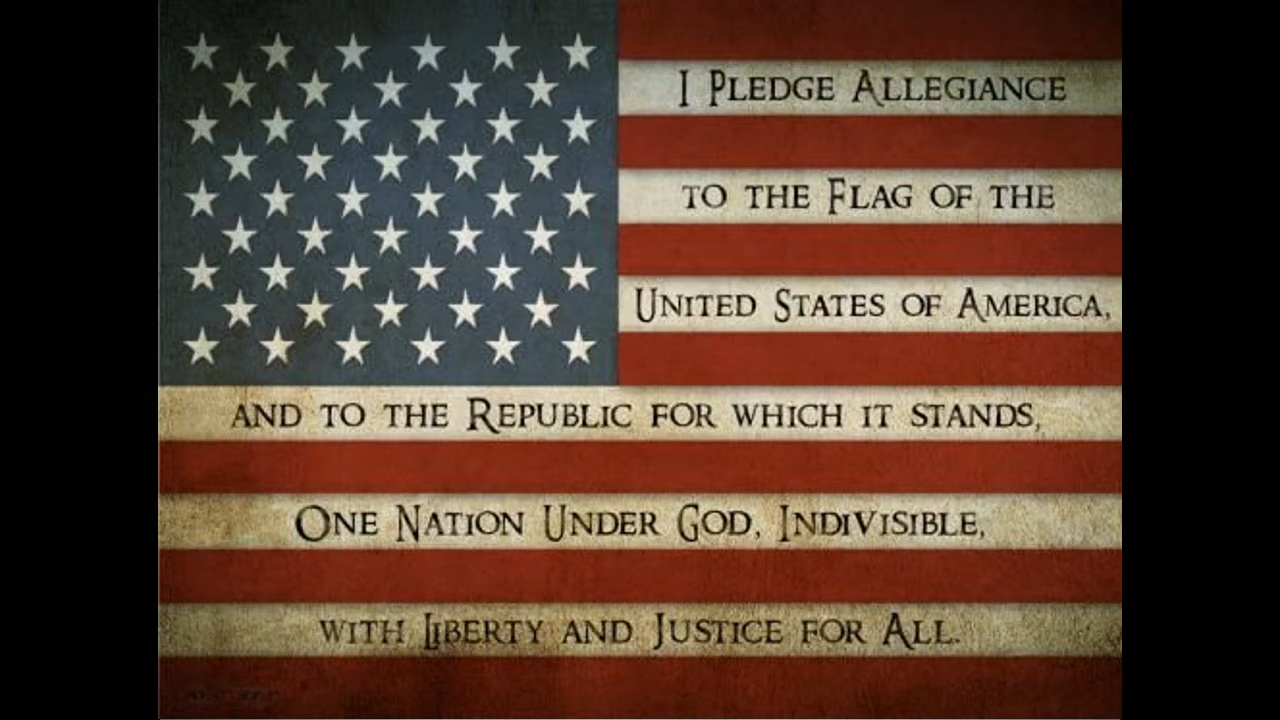 I Pledge Allegiance
to the Flag of the
United States of America,
and to the Republic for which it stands,
One Nation Under God, Indivisible,
with Liberty and Justice for All.